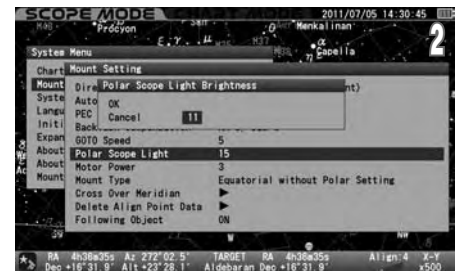 SCOPE MODE
2011/07/05 14:30:45
2
Procyon
Menkalinan
Capella
System Menu
Chart
Mount Setting
Mount
Dire
Polar Scope Light Brightness
nt)
Syste
Auto
OK
Langu
PEC
Cancel
11
Initi
Expan
GOTO Speed
5
About
Polar Scope Light
15
About
Motor Power
3
Mount
Mount Type
Equatorial without Polar Setting
Cross Over Meridian
Delete Align Point Data
Following Object
ON
W
RA 4h36m35s Az 272°02.5' TARGET RA 4h36m35s Align:4 X-Y
Dec +16°31.9' Alt +23°28.1' Aldebaran Dec +16°31.9' x500